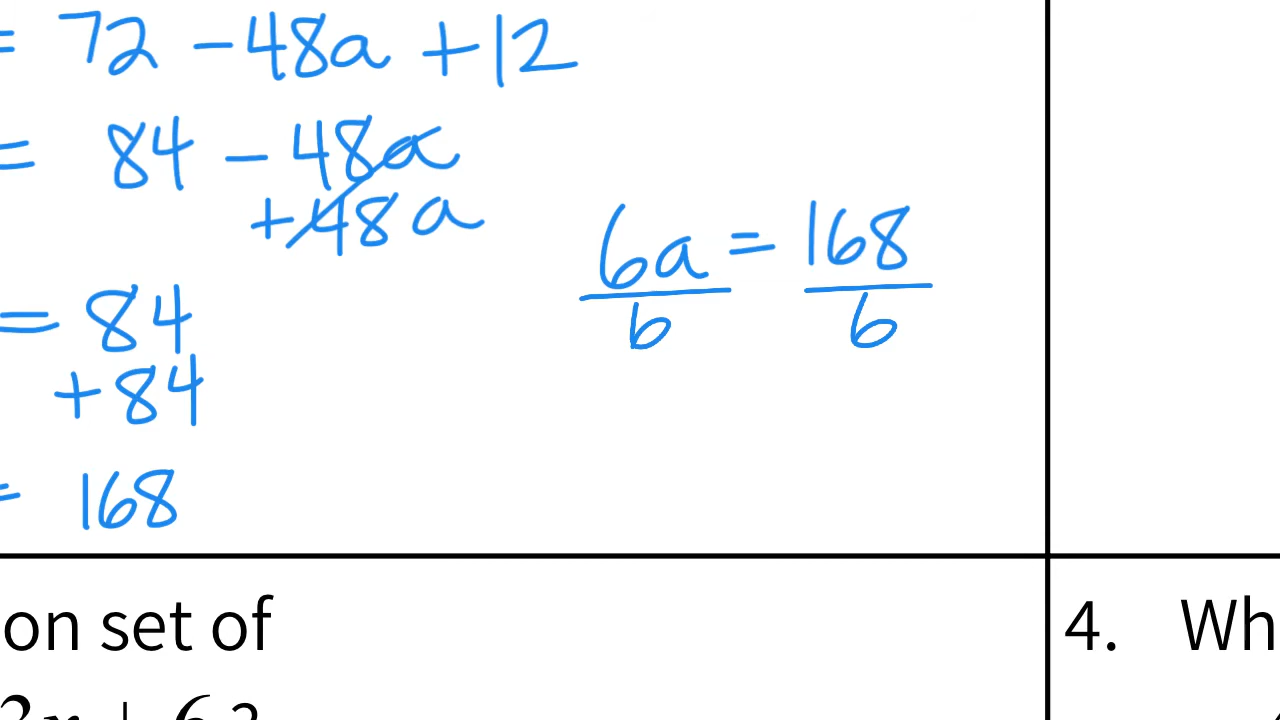 = 72 - 48a + 12
= 84 - 48a
+ 48a
6a = 168
6 6
= 84
+ 84
= 168
on set of
4. Wh